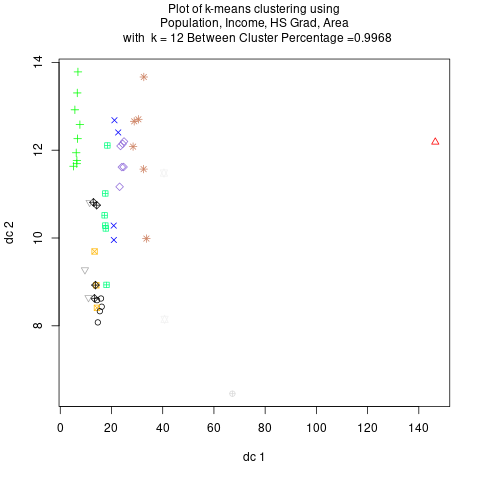 Plot of k-means clustering using
Population, Income, HS Grad, Area
with k = 12 Between Cluster Percentage =0.9968
14
12
10
8
dc 2
0 20 40 60 80 100 120 140
dc 1